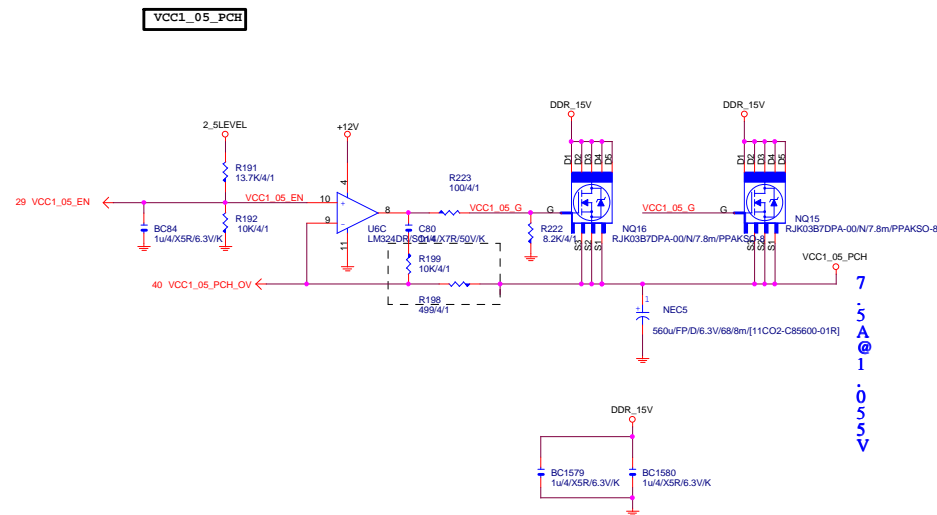 VCC1_05_PCH
2_5LEVEL
+12V
DDR_15V
DDR_15V
D1
D2
D3
D4
D5
D1
D2
D3
D4
D5
R191
13.7K/4/1
R223
100/4/1
4
29 VCC1_05_EN
VCC1_05_EN
10
+
9
−
8
11
VCC1_05_G
G
VCC1_05_G
G
BC84
1u/4/X5R/6.3V/K
R192
10K/4/1
U6C
C80
R222
8.2K/4/1
S3
S2
S1
NQ16
RJK03B7DPA-00/N/7.8m/PPAKSO-8
S3
S2
S1
NQ15
RJK03B7DPA-00/N/7.8m/PPAKSO-8
R199
10K/4/1
VCC1_05_PCH
40 VCC1_05_PCH_OV
R198
499/4/1
1
+
NEC5
560u/FP/D/6.3V/68/8m/[11CO2-C85600-01R]
7.5A@1.055V
DDR_15V
BC1579
1u/4/X5R/6.3V/K
BC1580
1u/4/X5R/6.3V/K